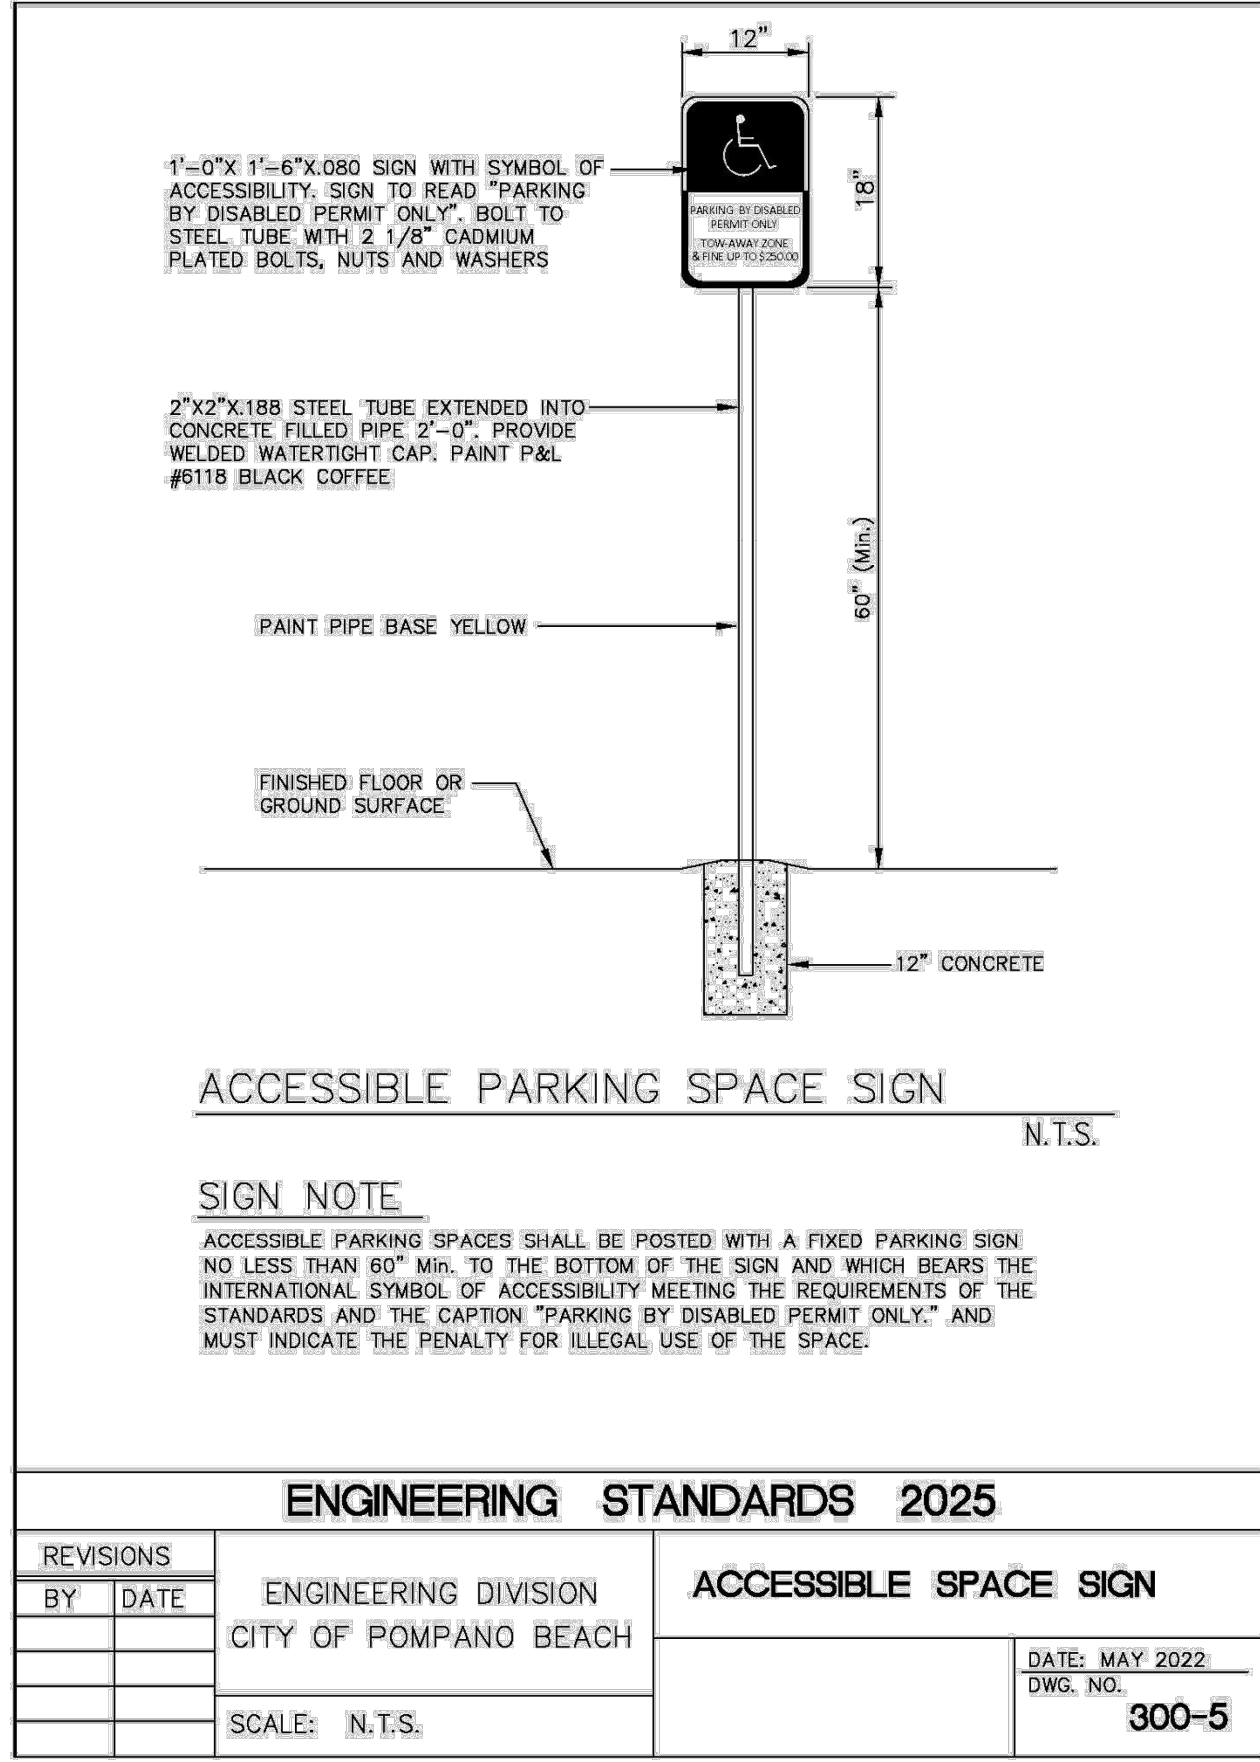 12"
1'-0"X 1'-6"X.080 SIGN WITH SYMBOL OF
ACCESSIBILITY. SIGN TO READ "PARKING
BY DISABLED PERMIT ONLY". BOLT TO
STEEL TUBE WITH 2 1/8" CADMIUM
PLATED BOLTS, NUTS AND WASHERS
18"
PARKING BY DISABLED
PERMIT ONLY
TOW-AWAY ZONE
& FINE UP TO $250.00
2"X2"X.188 STEEL TUBE EXTENDED INTO
CONCRETE FILLED PIPE 2'-0". PROVIDE
WELDED WATERTIGHT CAP. PAINT P&L
#6118 BLACK COFFEE
60" (Min.)
PAINT PIPE BASE YELLOW
FINISHED FLOOR OR
GROUND SURFACE
12" CONCRETE
ACCESSIBLE PARKING SPACE SIGN
N.T.S.
SIGN NOTE
ACCESSIBLE PARKING SPACES SHALL BE POSTED WITH A FIXED PARKING SIGN
NO LESS THAN 60" Min. TO THE BOTTOM OF THE SIGN AND WHICH BEARS THE
INTERNATIONAL SYMBOL OF ACCESSIBILITY MEETING THE REQUIREMENTS OF THE
STANDARDS AND THE CAPTION "PARKING BY DISABLED PERMIT ONLY." AND
MUST INDICATE THE PENALTY FOR ILLEGAL USE OF THE SPACE.
ENGINEERING STANDARDS 2025
REVISIONS
BY DATE
ENGINEERING DIVISION
CITY OF POMPANO BEACH
SCALE: N.T.S.
ACCESSIBLE SPACE SIGN
DATE: MAY 2022
DWG. NO.
300-5